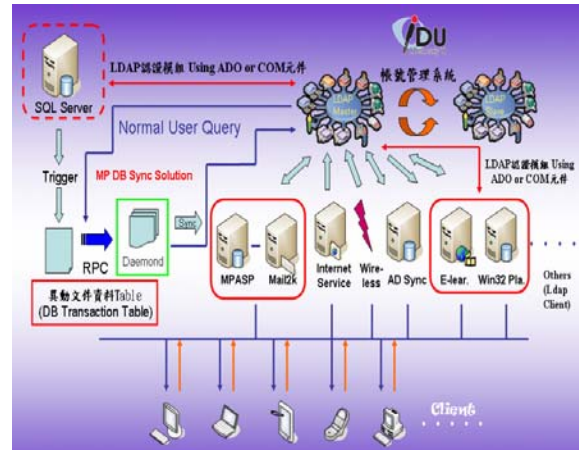 iDU
LDAP認證模組 Using ADO or COM元件
帳號管理系統
SQL Server
LDAP
Master
LDAP
Slave
Normal User Query
LDAP認證模組 Using
ADO or COM元件
Trigger
MP DB Sync Solution
Sync
RPC
Daemond
MPASP
Mail2k
Internet
Service
Wire-
less
AD Sync
E-lear.
Win32 Pla.
Others
(Ldap
Client)
異動文件資料Table
(DB Transaction Table)
Client